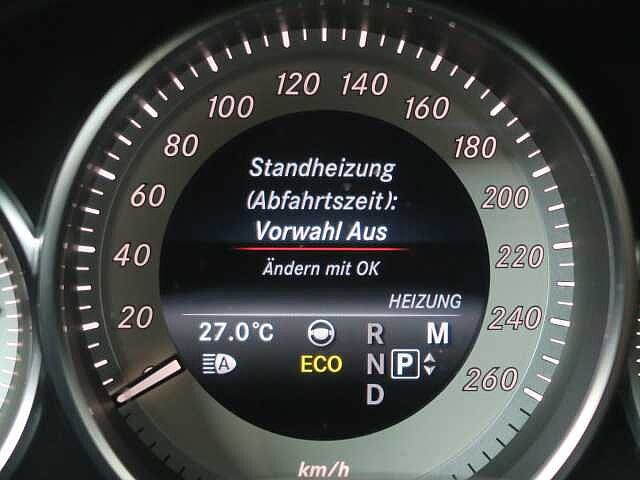 120 140
100 160
80 180
60 200
40 220
20 240
0 260
Standheizung
(Abfahrtszeit):
Vorwahl Aus
Ändern mit OK
HEIZUNG
27.0°C R M
A ECO N P
D
km/h